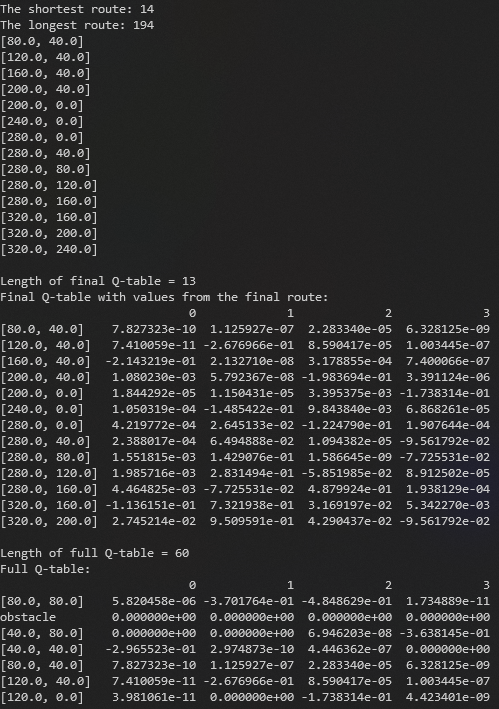 The shortest route: 14
The longest route: 194
[80.0, 40.0]
[120.0, 40.0]
[160.0, 40.0]
[200.0, 40.0]
[200.0, 0.0]
[240.0, 0.0]
[280.0, 0.0]
[280.0, 40.0]
[280.0, 80.0]
[280.0, 120.0]
[280.0, 160.0]
[320.0, 160.0]
[320.0, 200.0]
[320.0, 240.0]
Length of final Q-table = 13
Final Q-table with values from the final route:
0 1 2 3
[80.0, 40.0] 7.827323e-10 1.125927e-07 2.283340e-05 6.328125e-09
[120.0, 40.0] 7.410059e-11 -2.676966e-01 8.590417e-05 1.003445e-07
[160.0, 40.0] -2.143219e-01 2.132710e-08 3.178855e-04 7.400066e-07
[200.0, 40.0] 1.080230e-03 5.792367e-08 -1.983694e-01 3.391124e-06
[200.0, 0.0] 1.844292e-05 1.150431e-05 3.395375e-03 -1.738314e-01
[240.0, 0.0] 1.050319e-04 -1.485422e-01 9.843840e-03 6.868261e-05
[280.0, 0.0] 4.219772e-04 2.645133e-02 -1.224790e-01 1.907644e-04
[280.0, 40.0] 2.388017e-04 6.494888e-02 1.094382e-05 -9.561792e-02
[280.0, 80.0] 1.551815e-03 1.429076e-01 1.586645e-09 -7.725531e-02
[280.0, 120.0] 1.985716e-03 2.831494e-01 -5.851985e-02 8.912502e-05
[280.0, 160.0] 4.464825e-03 -7.725531e-02 4.879924e-01 1.938129e-04
[320.0, 160.0] -1.136151e-01 7.321938e-01 3.169197e-02 5.342270e-03
[320.0, 200.0] 2.745214e-02 9.509591e-01 4.290437e-02 -9.561792e-02
Length of full Q-table = 60
Full Q-table:
0 1 2 3
[80.0, 80.0] 5.820458e-06 -3.701764e-01 -4.848629e-01 1.734889e-11
obstacle 0.000000e+00 0.000000e+00 0.000000e+00 0.000000e+00
[40.0, 80.0] 0.000000e+00 0.000000e+00 6.946203e-08 -3.638145e-01
[40.0, 40.0] -2.965523e-01 2.974873e-10 4.446362e-07 0.000000e+00
[80.0, 40.0] 7.827323e-10 1.125927e-07 2.283340e-05 6.328125e-09
[120.0, 40.0] 7.410059e-11 -2.676966e-01 8.590417e-05 1.003445e-07
[120.0, 0.0] 3.981061e-11 0.000000e+00 -1.738314e-01 4.423401e-09